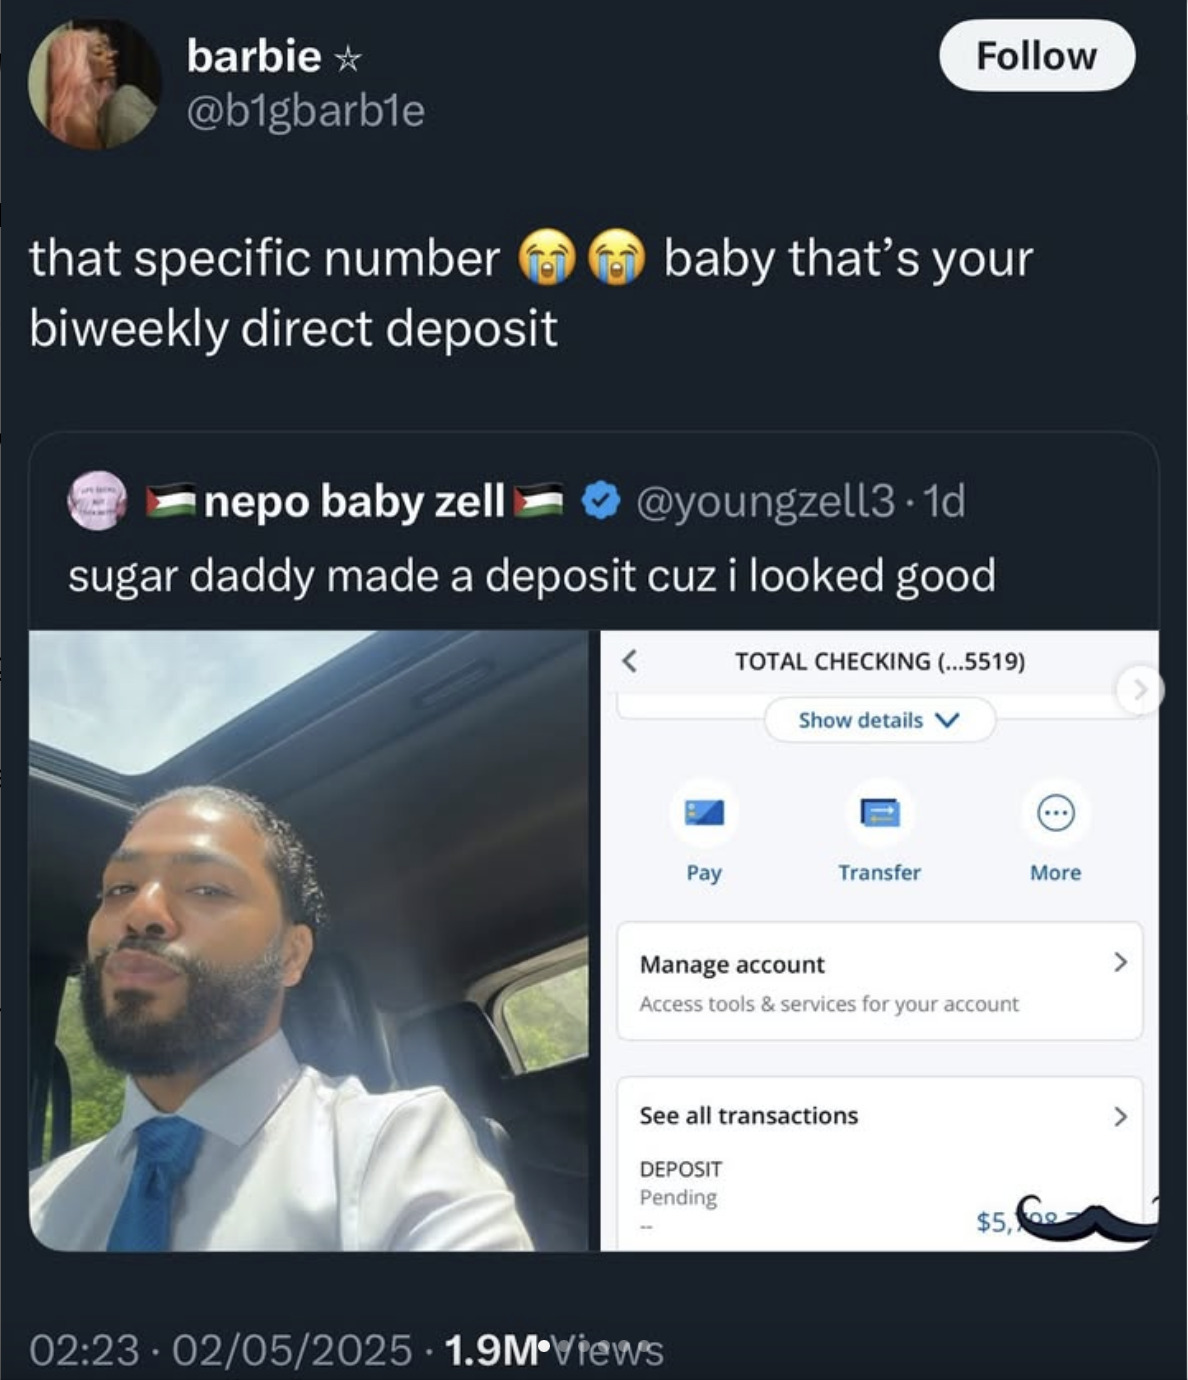 barbie ☆
Follow
@b1gbarb1e
that specific number 😭😭 baby that's your
biweekly direct deposit
🇵🇸nepo baby zell🇵🇸 @youngzell3 · 1d
sugar daddy made a deposit cuz i looked good
TOTAL CHECKING (...5519)
Show details
Pay
Transfer
More
Manage account
Access tools & services for your account
See all transactions
DEPOSIT
Pending
--
02:23 · 02/05/2025 · 1.9M Views